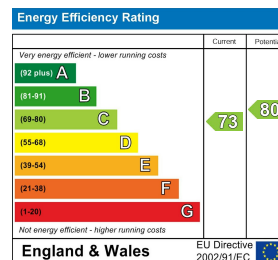 Energy Efficiency Rating
Current Potenti
Very energy efficient - lower running costs
(92 plus) A
(81-91) B
(69-80) C
(55-68) D
(39-54) E
(21-38) F
(1-20) G
73
80
Not energy efficient - higher running costs
England & Wales
EU Directive
2002/91/EC